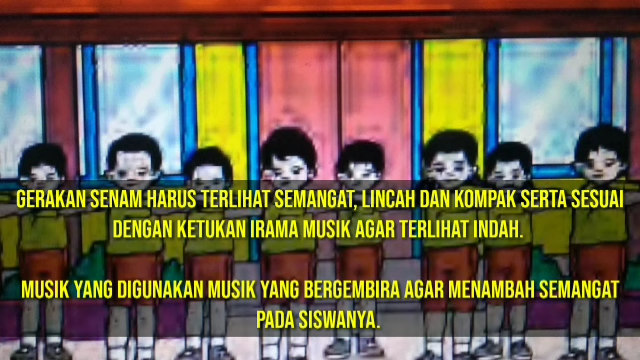 GERAKAN SENAM HARUS TERLIHAT SEMANGAT, LINCAH DAN KOMPAK SERTA SESUAI
DENGAN KETUKAN IRAMA MUSIK AGAR TERLIHAT INDAH.
MUSIK YANG DIGUNAKAN MUSIK YANG BERGEMBIRA AGAR MENAMBAH SEMANGAT
PADA SISWANYA.